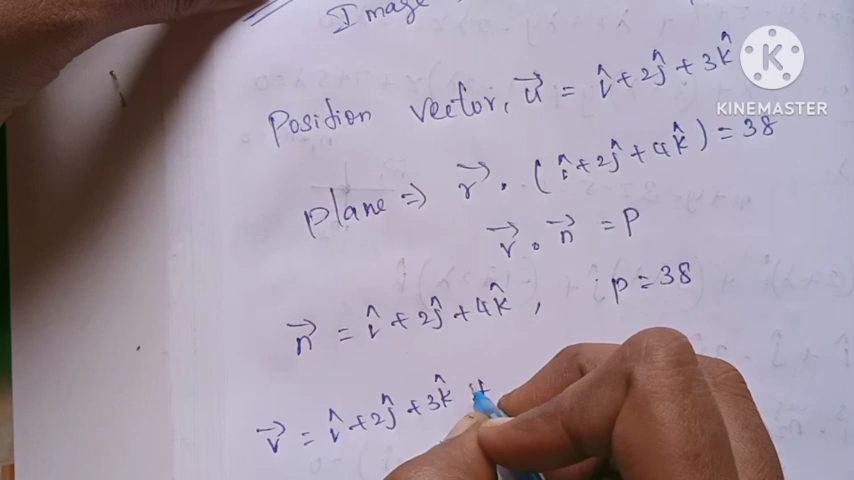 Image
Position vector, u⃗ = î + 2ĵ + 3k̂
K
KINEMASTER
plane ⇒ r⃗ . (î + 2ĵ + 4k̂) = 38
r⃗ . n⃗ = p
n⃗ = î + 2ĵ + 4k̂ , p = 38
v⃗ = î + 2ĵ + 3k̂ +